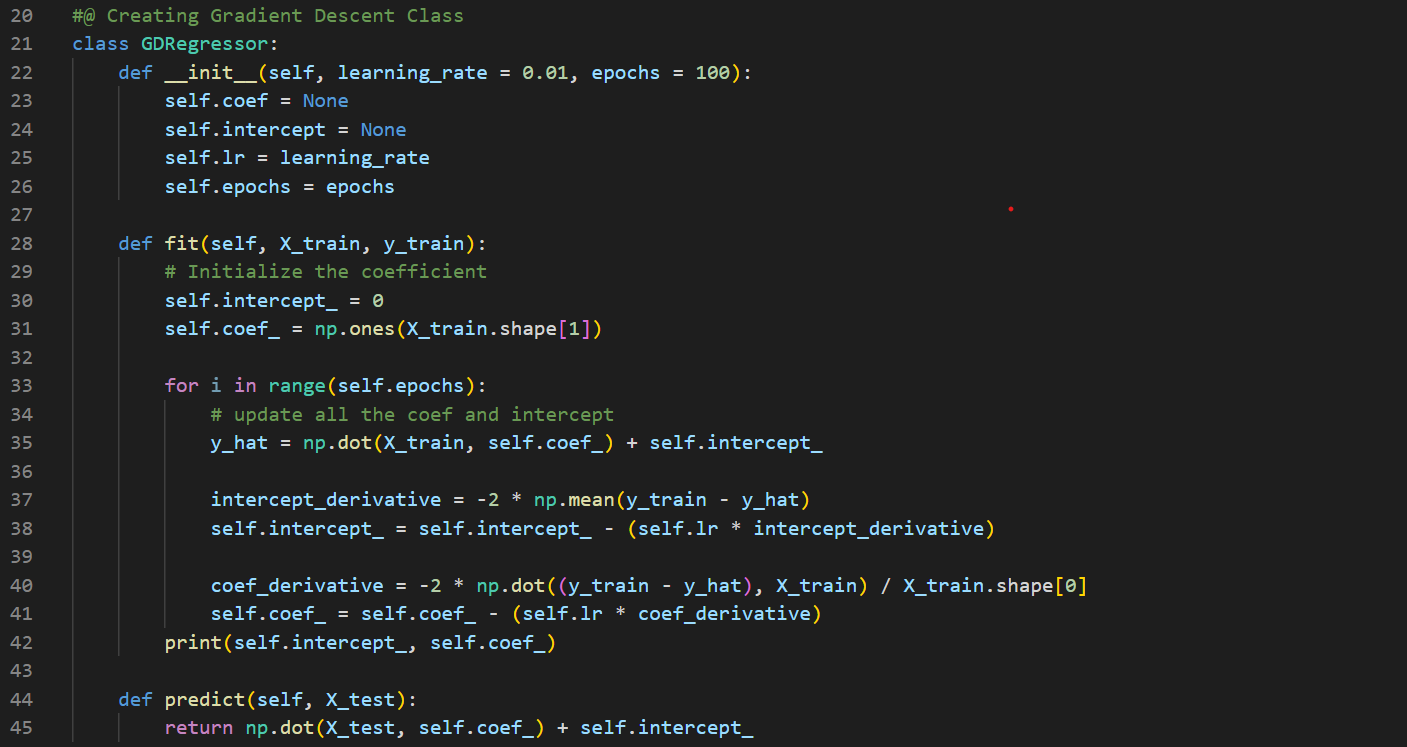 20 #@ Creating Gradient Descent Class
21 class GDRegressor:
22     def __init__(self, learning_rate = 0.01, epochs = 100):
23         self.coef = None
24         self.intercept = None
25         self.lr = learning_rate
26         self.epochs = epochs
27
28     def fit(self, X_train, y_train):
29         # Initialize the coefficient
30         self.intercept_ = 0
31         self.coef_ = np.ones(X_train.shape[1])
32
33         for i in range(self.epochs):
34             # update all the coef and intercept
35             y_hat = np.dot(X_train, self.coef_) + self.intercept_
36
37             intercept_derivative = -2 * np.mean(y_train - y_hat)
38             self.intercept_ = self.intercept_ - (self.lr * intercept_derivative)
39
40             coef_derivative = -2 * np.dot((y_train - y_hat), X_train) / X_train.shape[0]
41             self.coef_ = self.coef_ - (self.lr * coef_derivative)
42         print(self.intercept_, self.coef_)
43
44     def predict(self, X_test):
45         return np.dot(X_test, self.coef_) + self.intercept_